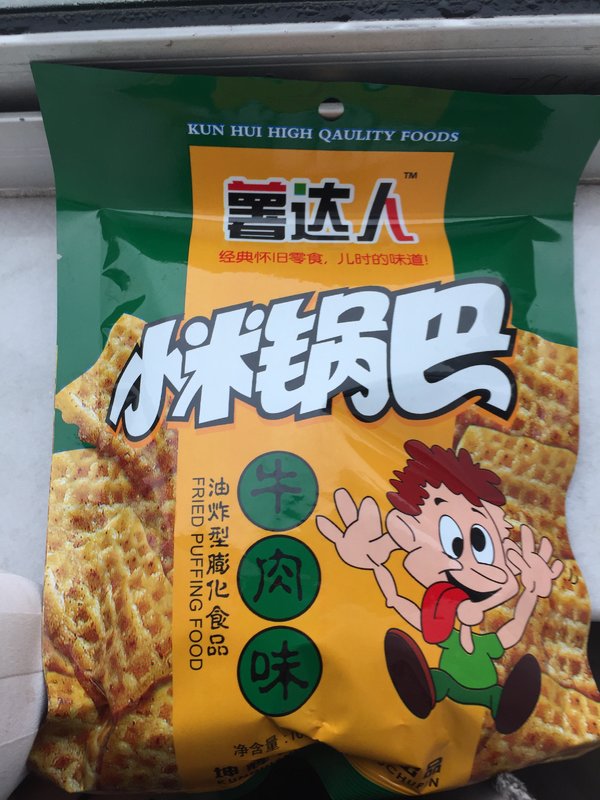 KUN HUI HIGH QAULITY FOODS
薯达人™
经典怀旧零食，儿时的味道!
小米锅巴
牛肉味
油炸型膨化食品
FRIED PUFFING FOOD
净含量: